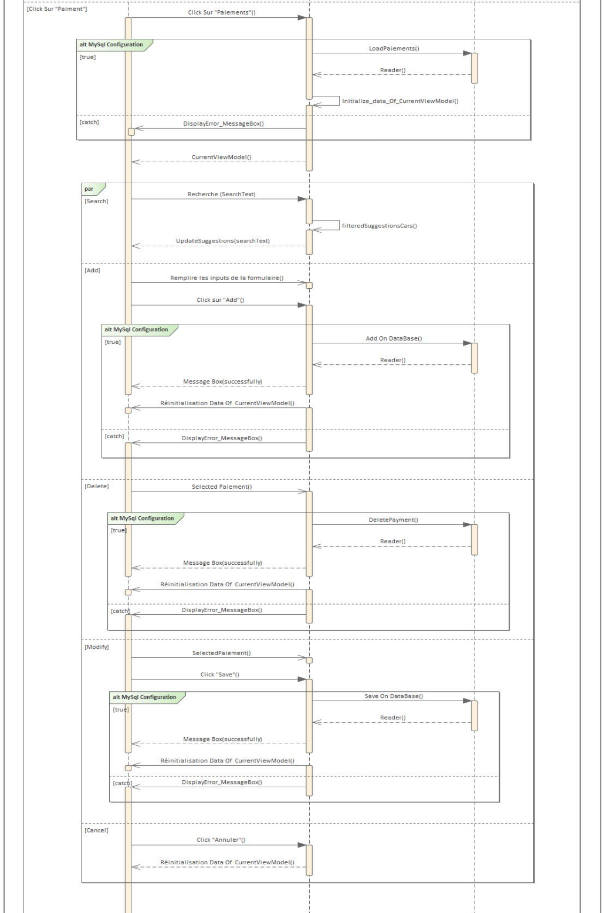 [Click Sur "Paiment"]
Click Sur "Paiements"()
alt MySql Configuration
[true]
LoadPaiements()
Reader()
Initialize_data_Of_CurrentViewModel()
[catch]
DisplayError_MessageBox()
CurrentViewModel()
par
[Search]
Recherche (SearchText)
filteredSuggestionsCars()
UpdateSuggestions(searchText)
[Add]
Remplire les inputs de la formulaire()
Click sur "Add"()
alt MySql Configuration
[true]
Add On DataBase()
Reader()
Message Box(successfully)
Réinitialisation Data Of CurrentViewModel()
[catch]
DisplayError_MessageBox()
[Delete]
Selected Paiement()
alt MySql Configuration
[true]
DeletePayment()
Reader()
Message Box(successfully)
Réinitialisation Data Of CurrentViewModel()
[catch]
DisplayError_MessageBox()
[Modify]
SelectedPaiement()
Click "Save"()
alt MySql Configuration
[true]
Save On DataBase()
Reader()
Message Box(successfully)
Réinitialisation Data Of CurrentViewModel()
[catch]
DisplayError_MessageBox()
[Cancel]
Click "Annuler"()
Réinitialisation Data Of CurrentViewModel()